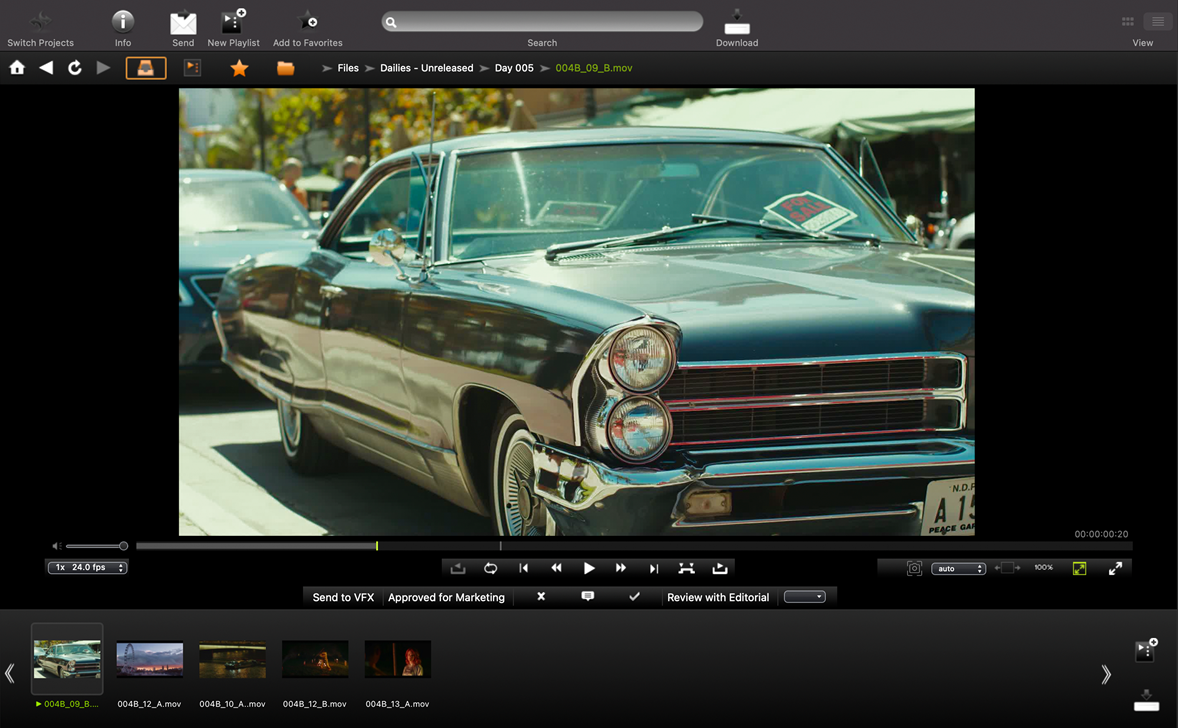 Switch Projects
Info
Send
New Playlist
Add to Favorites
Search
Download
View
Files
Dailies - Unreleased
Day 005
004B_09_B.mov
FOR
SALE
N.D.
A 15
PEACE GAR
00:00:00:20
1x 24.0 fps
auto
100%
Send to VFX
Approved for Marketing
Review with Editorial
004B_09_B....
004B_12_A.mov
004B_10_A..mov
004B_12_B.mov
004B_13_A.mov